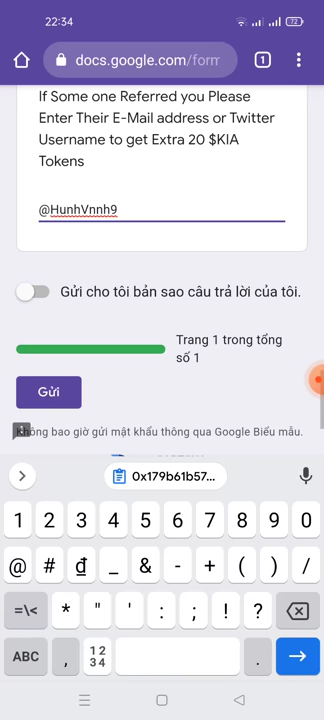 22:34
72
docs.google.com/form
1
If Some one Referred you Please
Enter Their E-Mail address or Twitter
Username to get Extra 20 $KIA
Tokens
@HunhVnnh9
Gửi cho tôi bản sao câu trả lời của tôi.
Trang 1 trong tổng
số 1
Gửi
Không bao giờ gửi mật khẩu thông qua Google Biểu mẫu.
0x179b61b57...
1 2 3 4 5 6 7 8 9 0
@ # ₫ _ & - + ( ) /
=\< * " ' : ; ! ?
ABC , 12 34 .